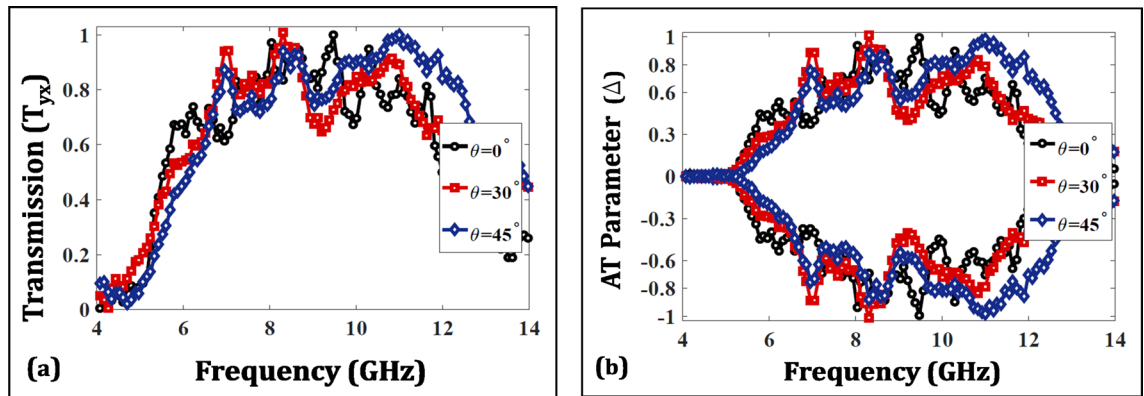 Transmission (Tyx)
1
0.8
0.6
0.4
0.2
0
4
6
8
10
12
14
θ=0°
θ=30°
θ=45°
(a)
Frequency (GHz)
AT Parameter (Δ)
1
0.8
0.6
0.3
0
-0.3
-0.6
-0.8
-1
4
6
8
10
12
14
θ=0°
θ=30°
θ=45°
(b)
Frequency (GHz)